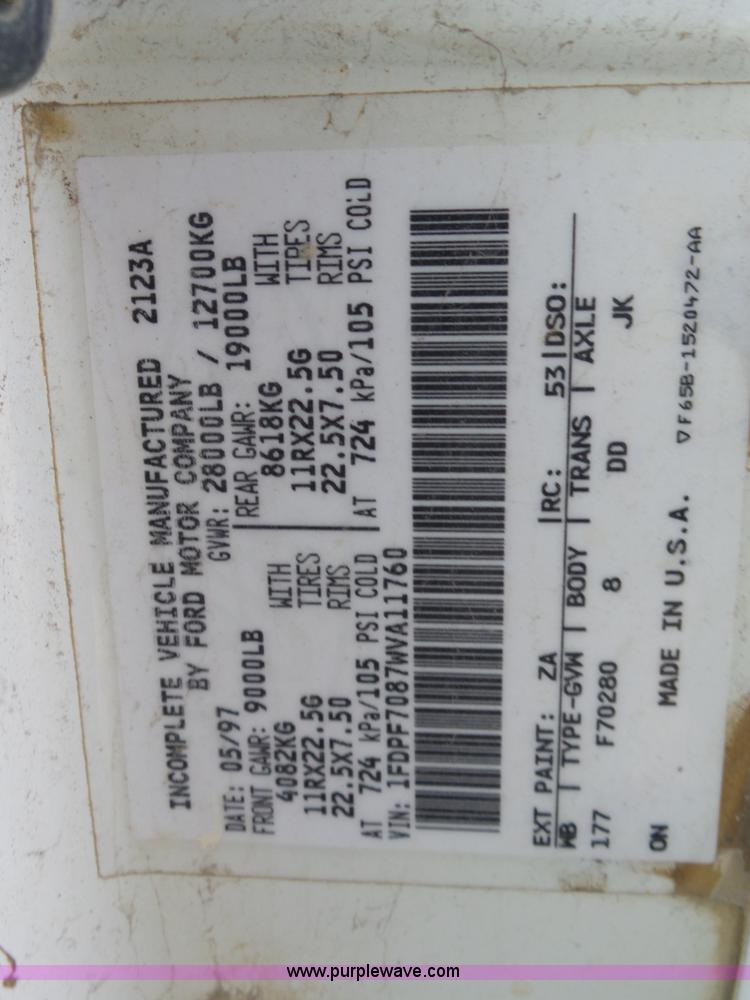 INCOMPLETE VEHICLE MANUFACTURED 2123A
BY FORD MOTOR COMPANY
DATE: 05/97 GVWR: 28000LB / 12700KG
FRONT GAWR: 9000LB REAR GAWR: 19000LB
4082KG WITH 8618KG WITH
11RX22.5G TIRES 11RX22.5G TIRES
22.5X7.50 RIMS 22.5X7.50 RIMS
AT 724 kPa/105 PSI COLD AT 724 kPa/105 PSI COLD
VIN: 1FDPF7087WVA11760
EXT PAINT: ZA RC: 53 DSO:
WB TYPE-GVW BODY TRANS AXLE
177 F70280 8 DD JK
ON MADE IN U.S.A. ▽F65B-1520472-AA
www.purplewave.com